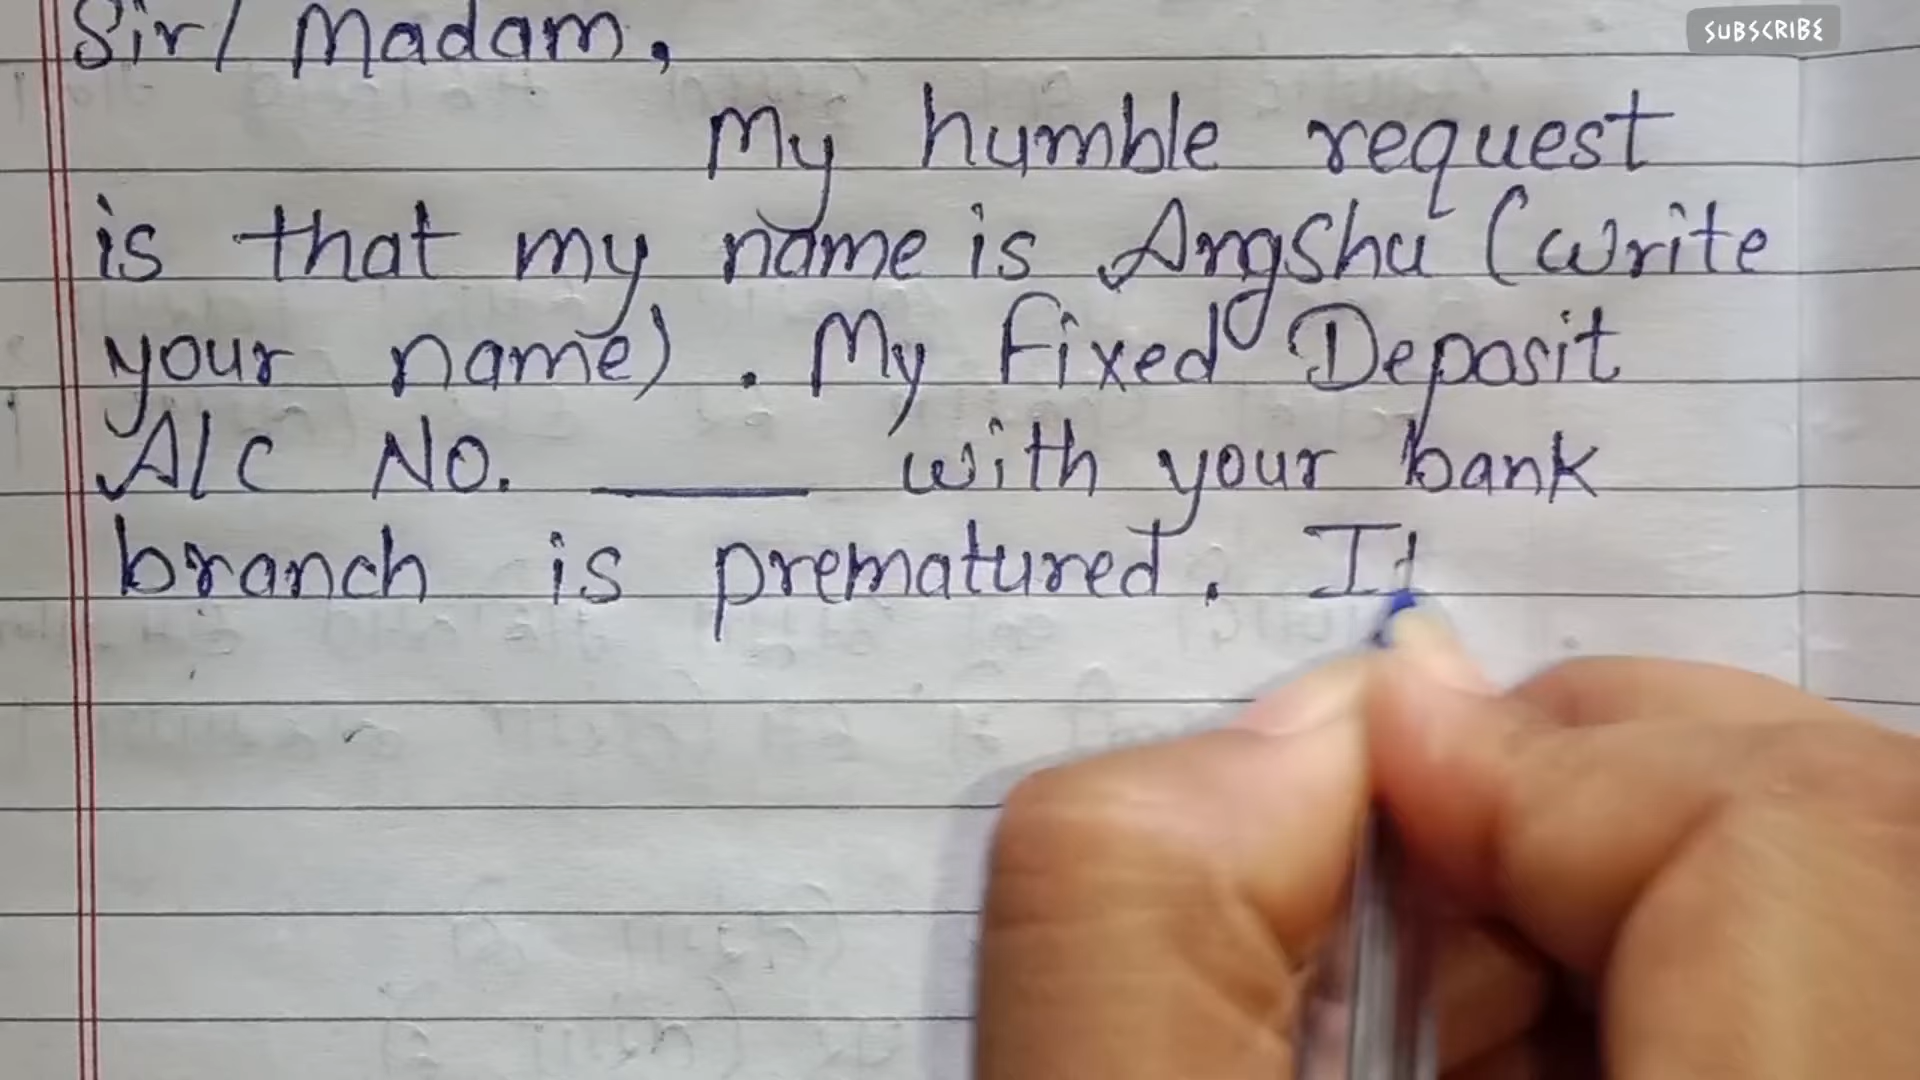 SUBSCRIBE
Sir/ Madam,
My humble request
is that my name is Angshu (write
your name). My Fixed Deposit
A/C No. ____ with your bank
branch is prematured. It